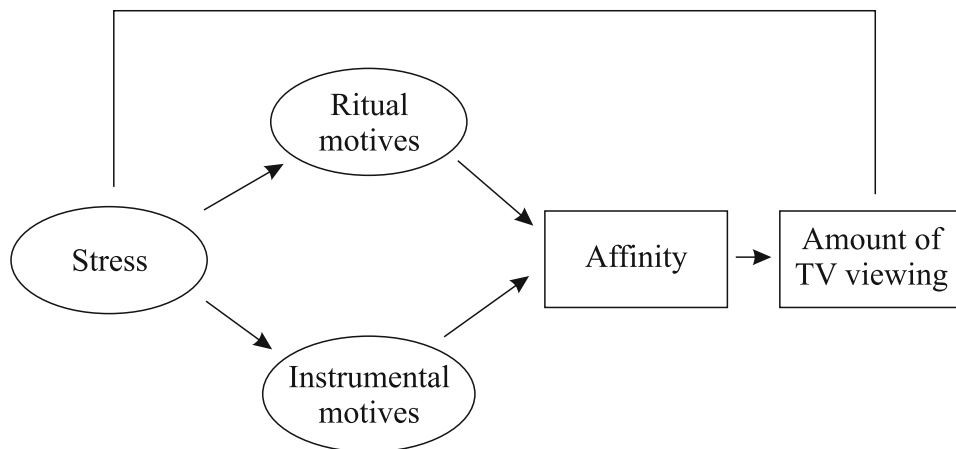 Ritual
motives
Stress
Affinity
Amount of
TV viewing
Instrumental
motives